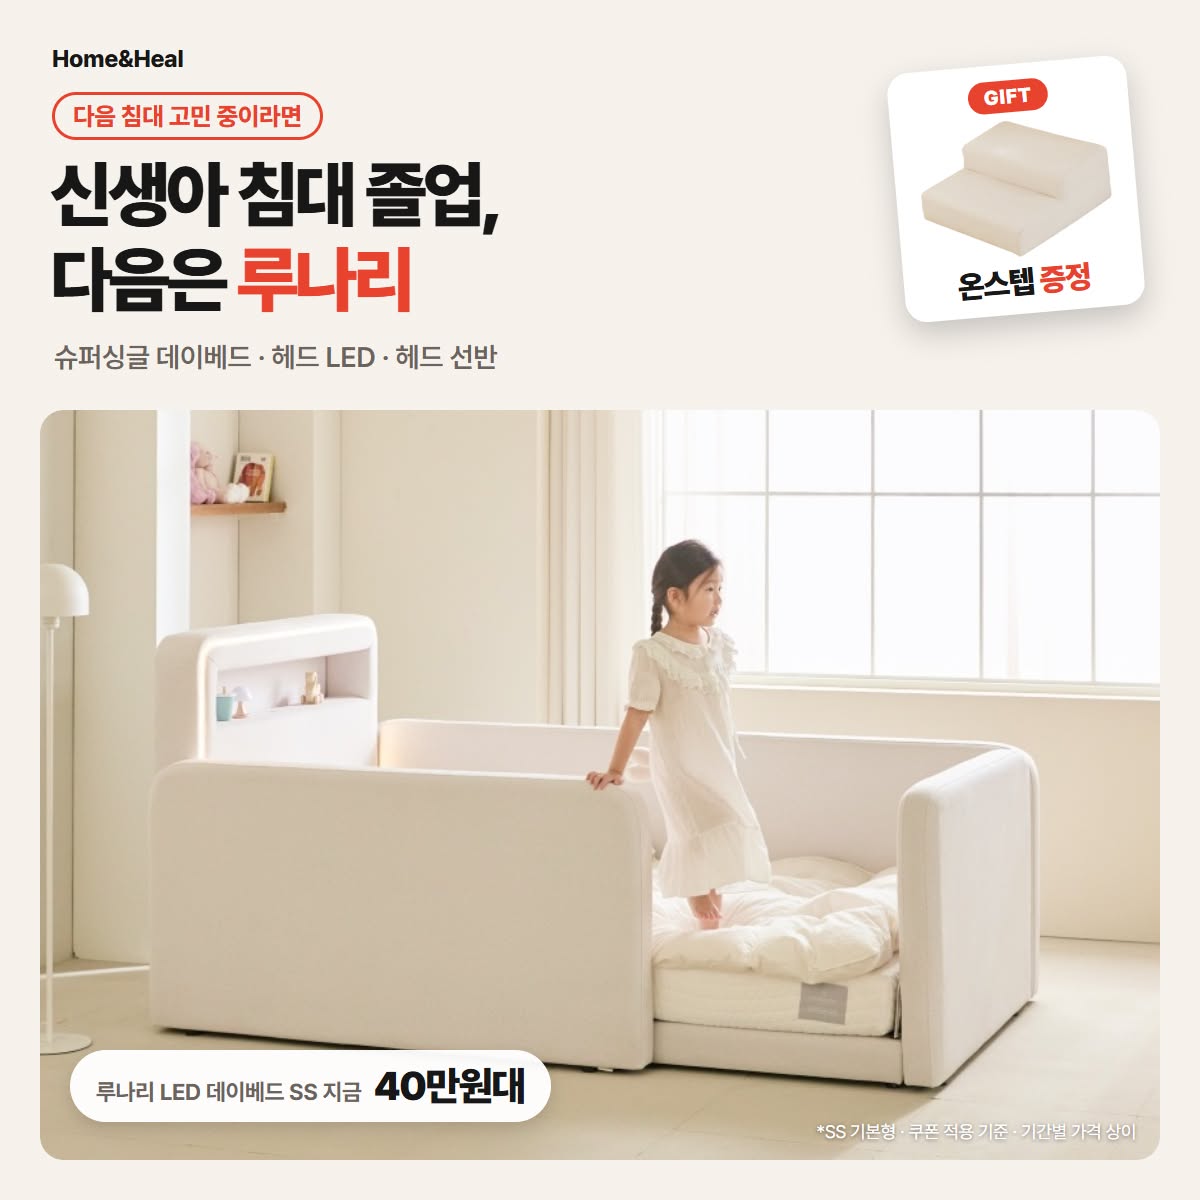 Home&Heal
다음 침대 고민 중이라면
신생아 침대 졸업,
다음은 루나리
슈퍼싱글 데이베드 · 헤드 LED · 헤드 선반
GIFT
온스텝 증정
루나리 LED 데이베드 SS 지금 40만원대
*SS 기본형 · 쿠폰 적용 기준 · 기간별 가격 상이